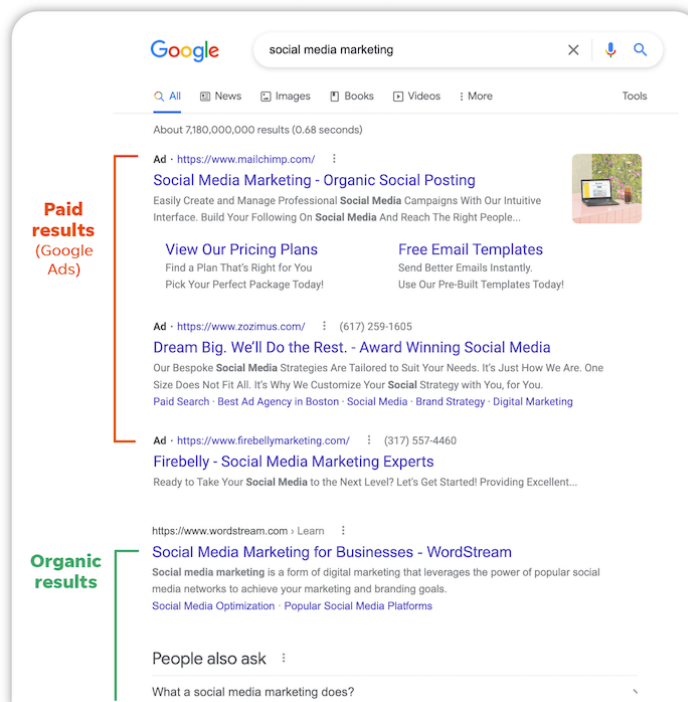 Google
social media marketing
All News Images Books Videos More Tools
About 7,180,000,000 results (0.68 seconds)
Paid
results
(Google
Ads)
Ad · https://www.mailchimp.com/
Social Media Marketing - Organic Social Posting
Easily Create and Manage Professional Social Media Campaigns With Our Intuitive
Interface. Build Your Following On Social Media And Reach The Right People...
View Our Pricing Plans
Find a Plan That's Right for You
Pick Your Perfect Package Today!
Free Email Templates
Send Better Emails Instantly.
Use Our Pre-Built Templates Today!
Ad · https://www.zozimus.com/ (617) 259-1605
Dream Big. We'll Do the Rest. - Award Winning Social Media
Our Bespoke Social Media Strategies Are Tailored to Suit Your Needs. It's Just How We Are. One
Size Does Not Fit All. It's Why We Customize Your Social Strategy with You, for You.
Paid Search · Best Ad Agency in Boston · Social Media · Brand Strategy · Digital Marketing
Ad · https://www.firebellymarketing.com/ (317) 557-4460
Firebelly - Social Media Marketing Experts
Ready to Take Your Social Media to the Next Level? Let's Get Started! Providing Excellent...
Organic
results
https://www.wordstream.com › Learn
Social Media Marketing for Businesses - WordStream
Social media marketing is a form of digital marketing that leverages the power of popular social
media networks to achieve your marketing and branding goals.
Social Media Optimization · Popular Social Media Platforms
People also ask
What a social media marketing does?